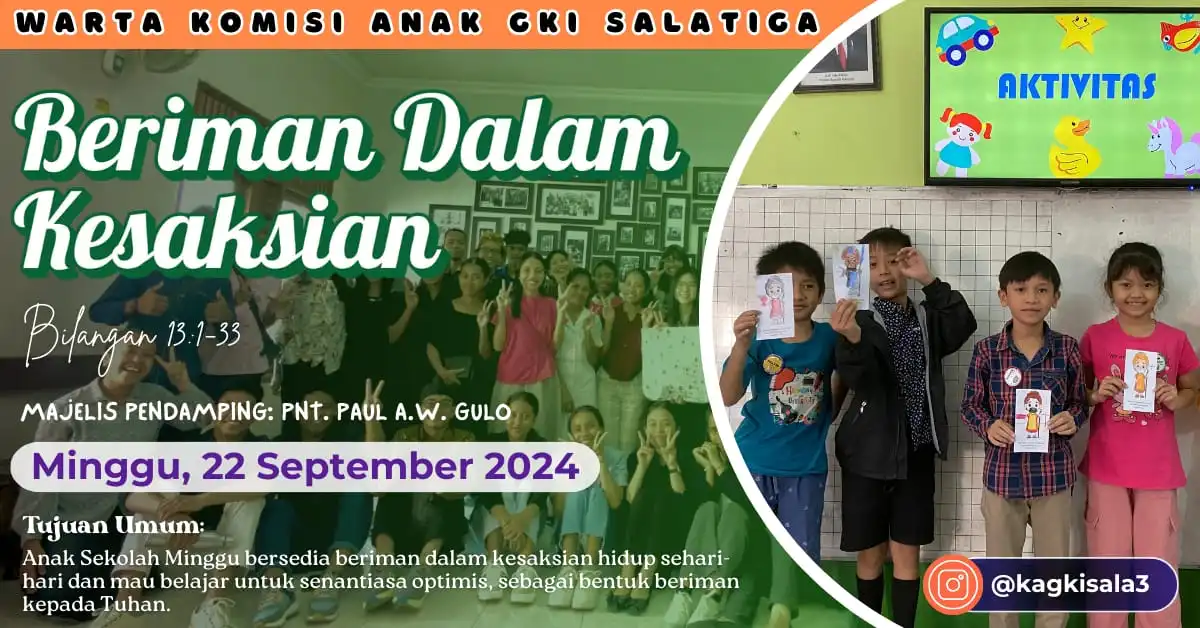 WARTA KOMISI ANAK GKI SALATIGA
Beriman Dalam
Kesaksian
Bilangan 13:1-33
MAJELIS PENDAMPING: PNT. PAUL A.W. GULO
Minggu, 22 September 2024
Tujuan Umum:
Anak Sekolah Minggu bersedia beriman dalam kesaksian hidup sehari-
hari dan mau belajar untuk senantiasa optimis, sebagai bentuk beriman
kepada Tuhan.
AKTIVITAS
@kagkisala3